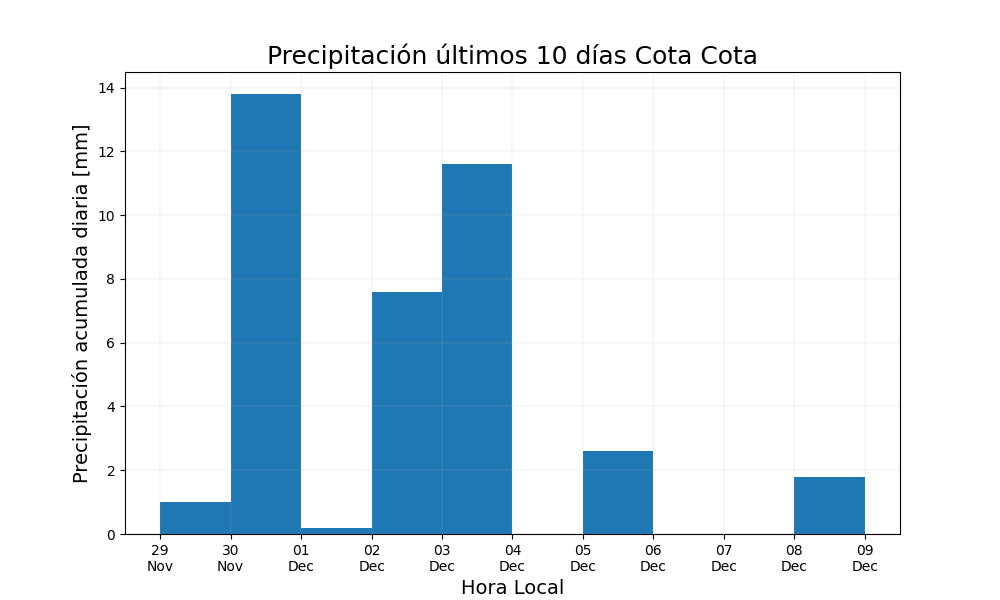 Precipitación últimos 10 días Cota Cota
Precipitación acumulada diaria [mm]
14
12
10
8
6
4
2
0
29 30 01 02 03 04 05 06 07 08 09
Nov Nov Dec Dec Dec Dec Dec Dec Dec Dec Dec
Hora Local